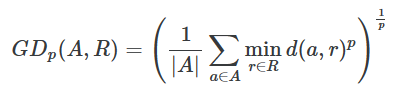 GD_p(A, R) = \left( \frac{1}{|A|} \sum_{a \in A} \min_{r \in R} d(a, r)^p \right)^{\frac{1}{p}}